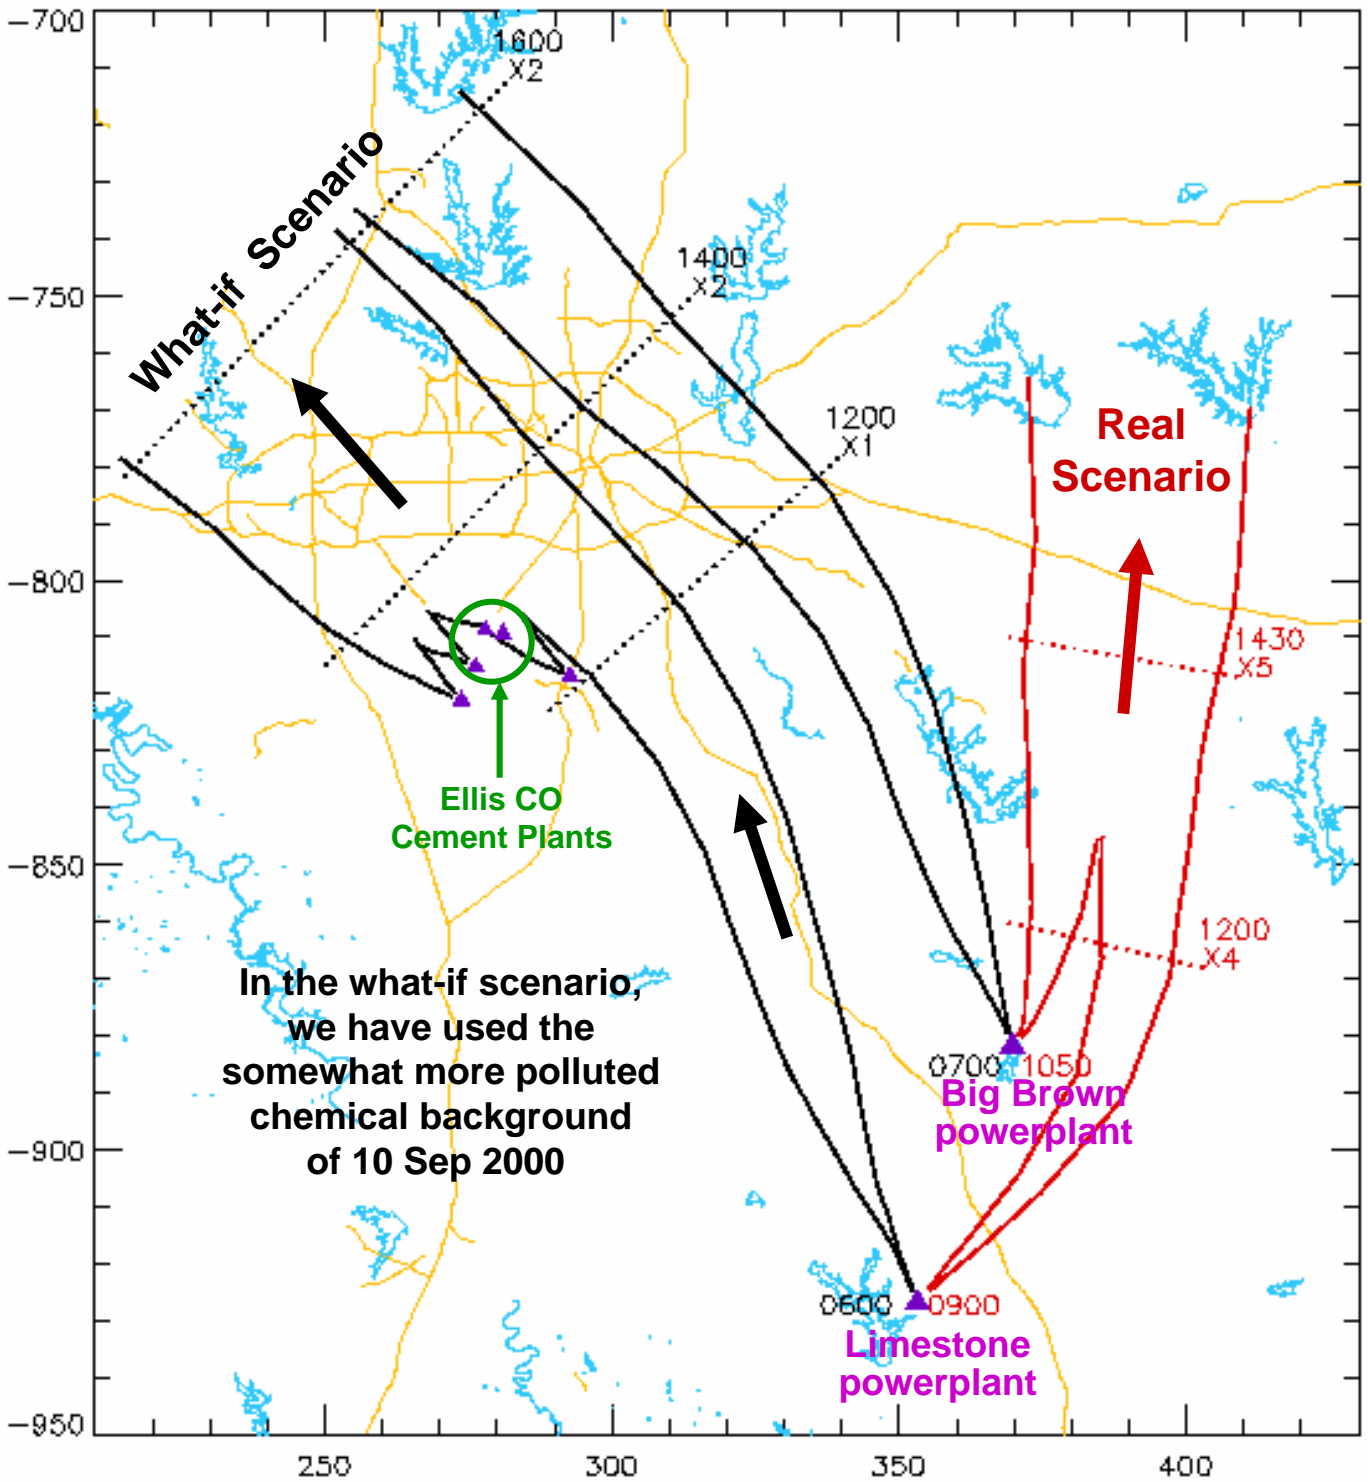 −700
1600
X2
What-if Scenario
1400
X2
−750
1200
X1
Real
Scenario
−800
1430
X5
Ellis CO
Cement Plants
−850
1200
X4
In the what-if scenario,
we have used the
somewhat more polluted
chemical background
of 10 Sep 2000
0700 1050
Big Brown
powerplant
−900
0600 0900
Limestone
powerplant
−950
250 300 350 400